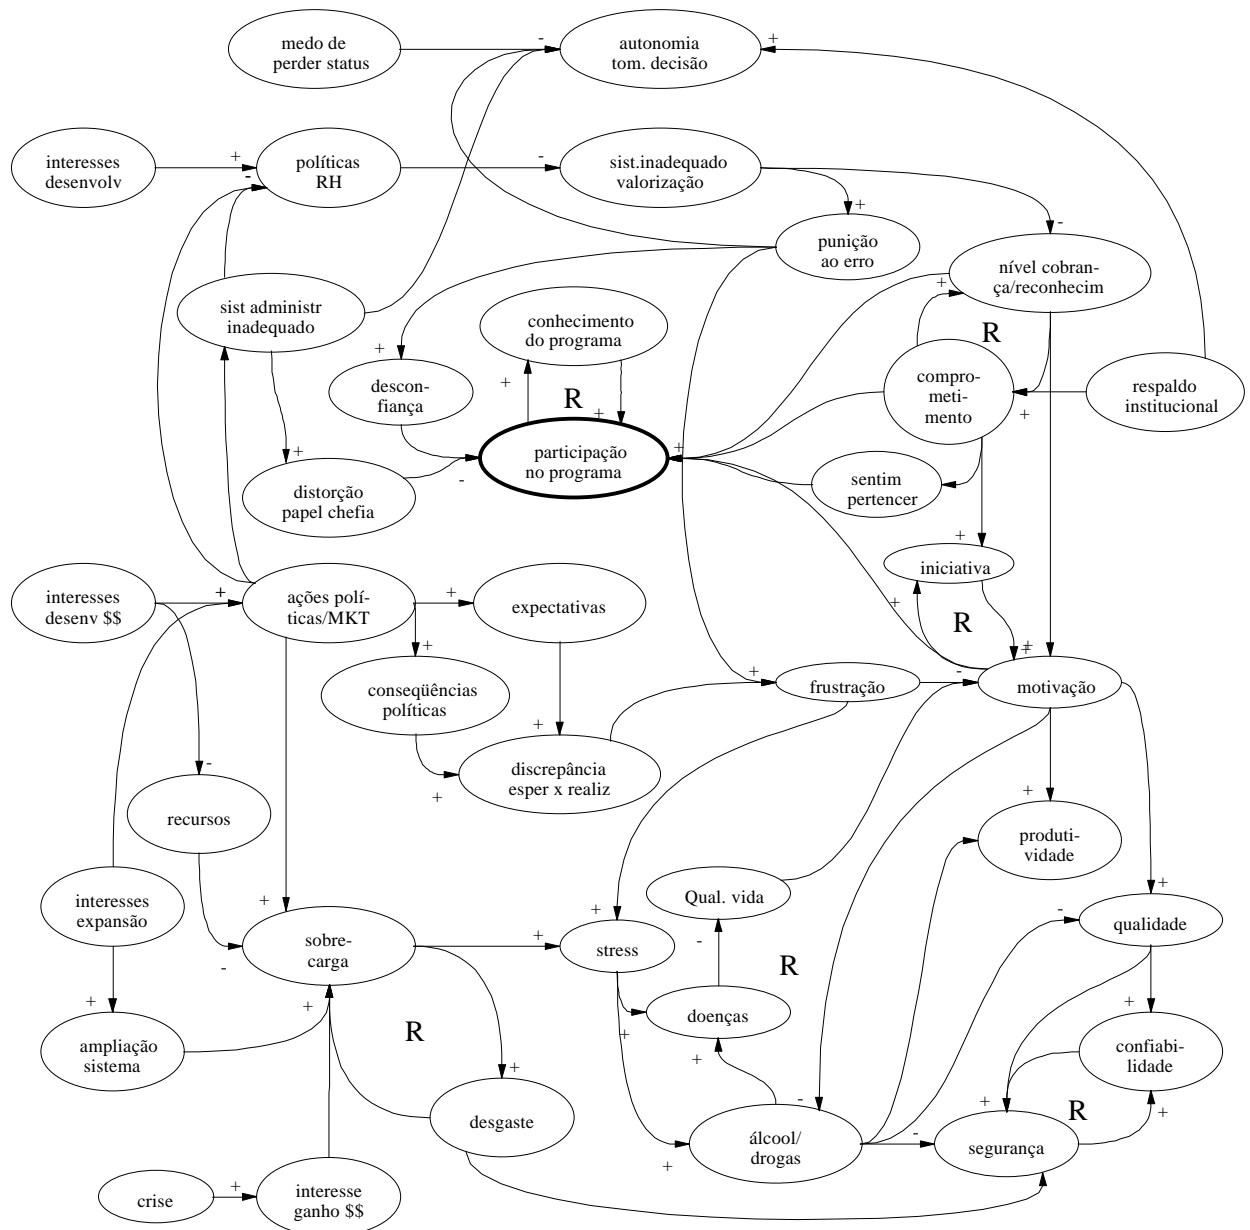 medo de
perder status
-
autonomia
tom. decisão
+
interesses
desenvolv
+
-
políticas
RH
-
sist.inadequado
valorização
+
-
punição
ao erro
nível cobran-
ça/reconhecim
+
R
sist administr
inadequado
conhecimento
do programa
+
descon-
fiança
+
R
+
compro-
meti-
mento
+
respaldo
institucional
+
distorção
papel chefia
-
participação
no programa
+
sentim
pertencer
+
+
iniciativa
interesses
desenv $$
+
ações polí-
ticas/MKT
+
expectativas
+
R
+
conseqüências
políticas
+
frustração
-
+
motivação
+
discrepância
esper x realiz
+
-
recursos
+
produti-
vidade
interesses
expansão
+
Qual. vida
+
-
+
qualidade
sobre-
carga
-
+
+
stress
-
R
+
+
ampliação
sistema
R
+
doenças
+
+
confiabi-
lidade
+
desgaste
-
álcool/
drogas
+
-
+
segurança
R
+
crise
+
interesse
ganho $$
+